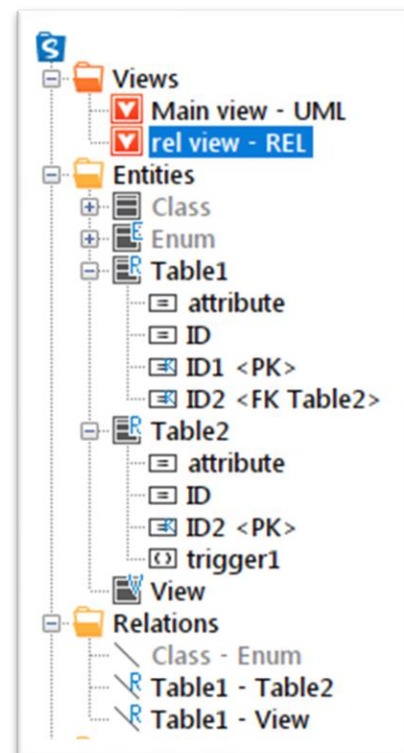 Views
Main view - UML
rel view - REL
Entities
Class
Enum
Table1
attribute
ID
ID1 <PK>
ID2 <FK Table2>
Table2
attribute
ID
ID2 <PK>
trigger1
View
Relations
Class - Enum
Table1 - Table2
Table1 - View